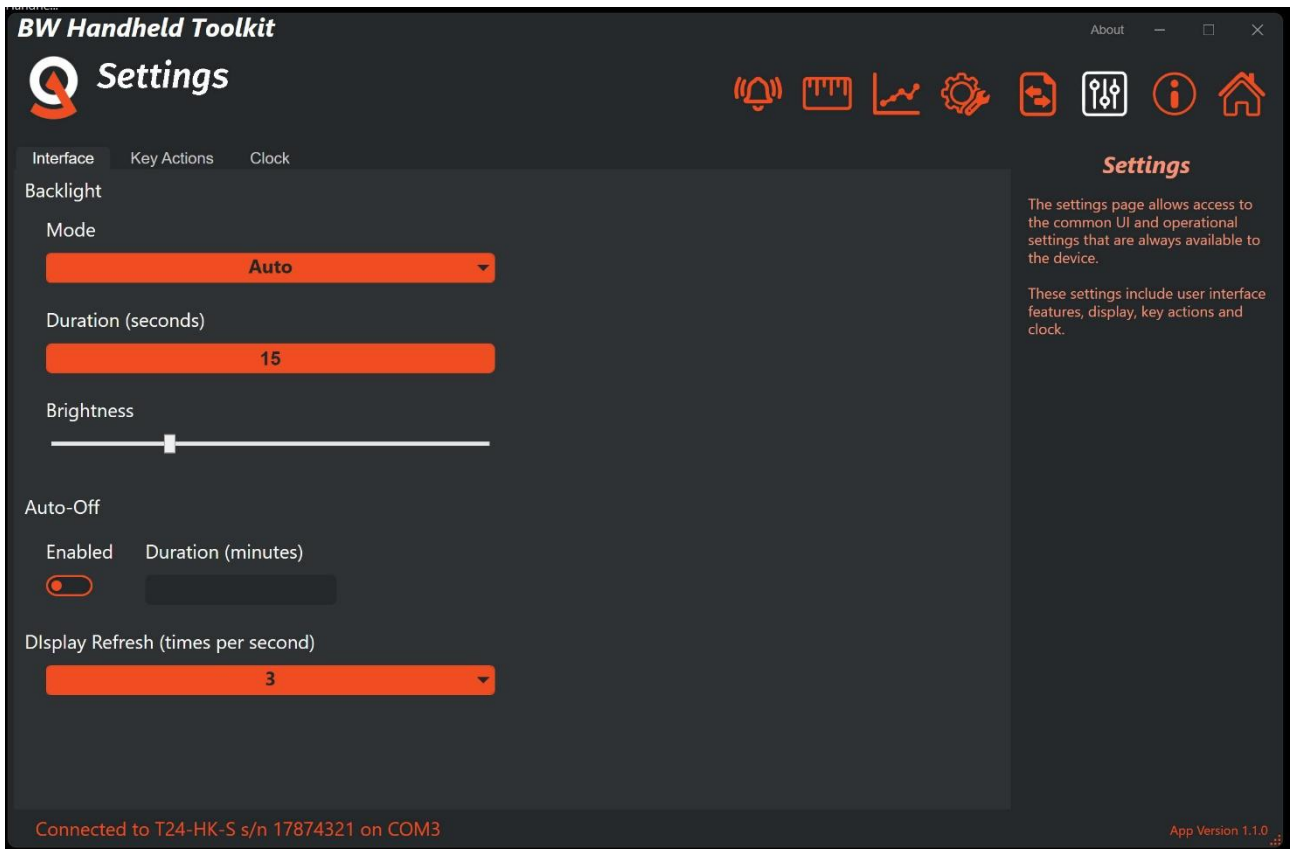 BW Handheld Toolkit
About
Settings
Interface Key Actions Clock
Backlight
Mode
Auto
Duration (seconds)
15
Brightness
Auto-Off
Enabled Duration (minutes)
DIsplay Refresh (times per second)
3
Settings
The settings page allows access to
the common UI and operational
settings that are always available to
the device.
These settings include user interface
features, display, key actions and
clock.
Connected to T24-HK-S s/n 17874321 on COM3
App Version 1.1.0